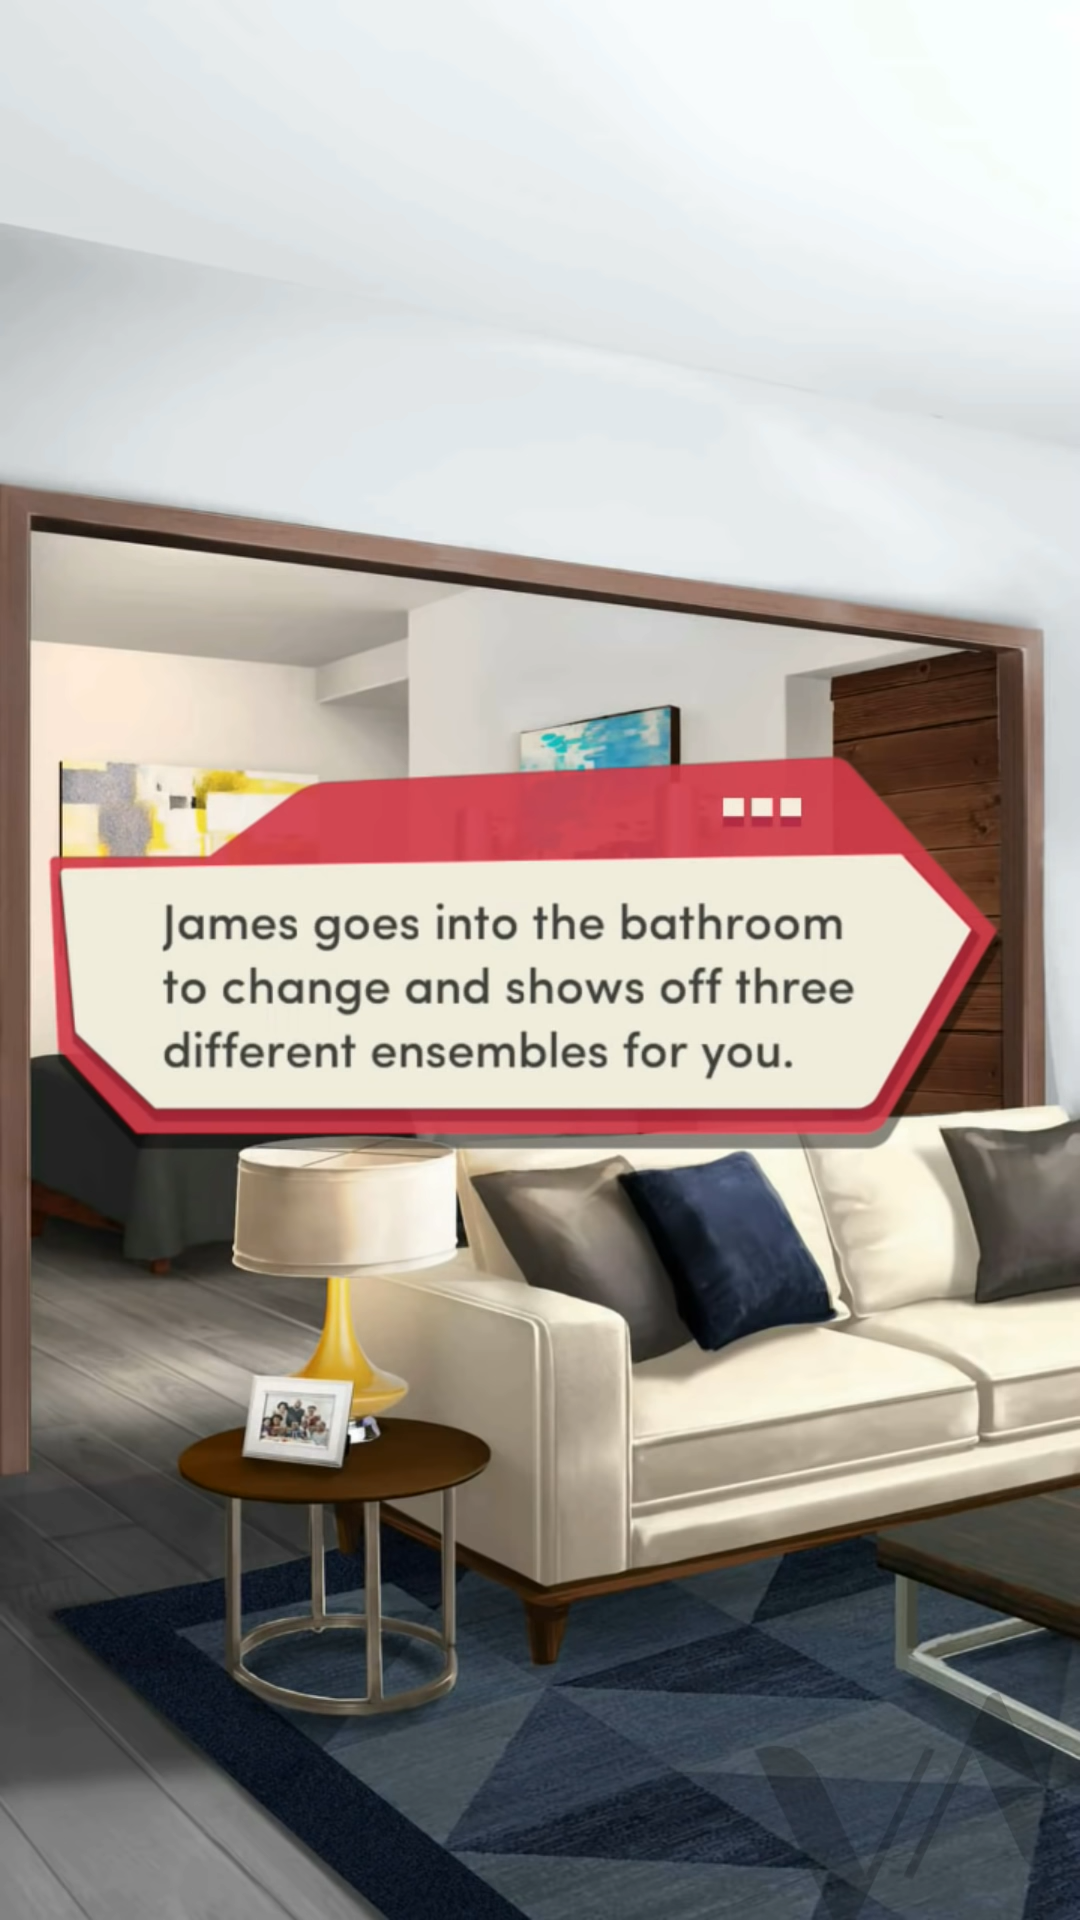 James goes into the bathroom
to change and shows off three
different ensembles for you.